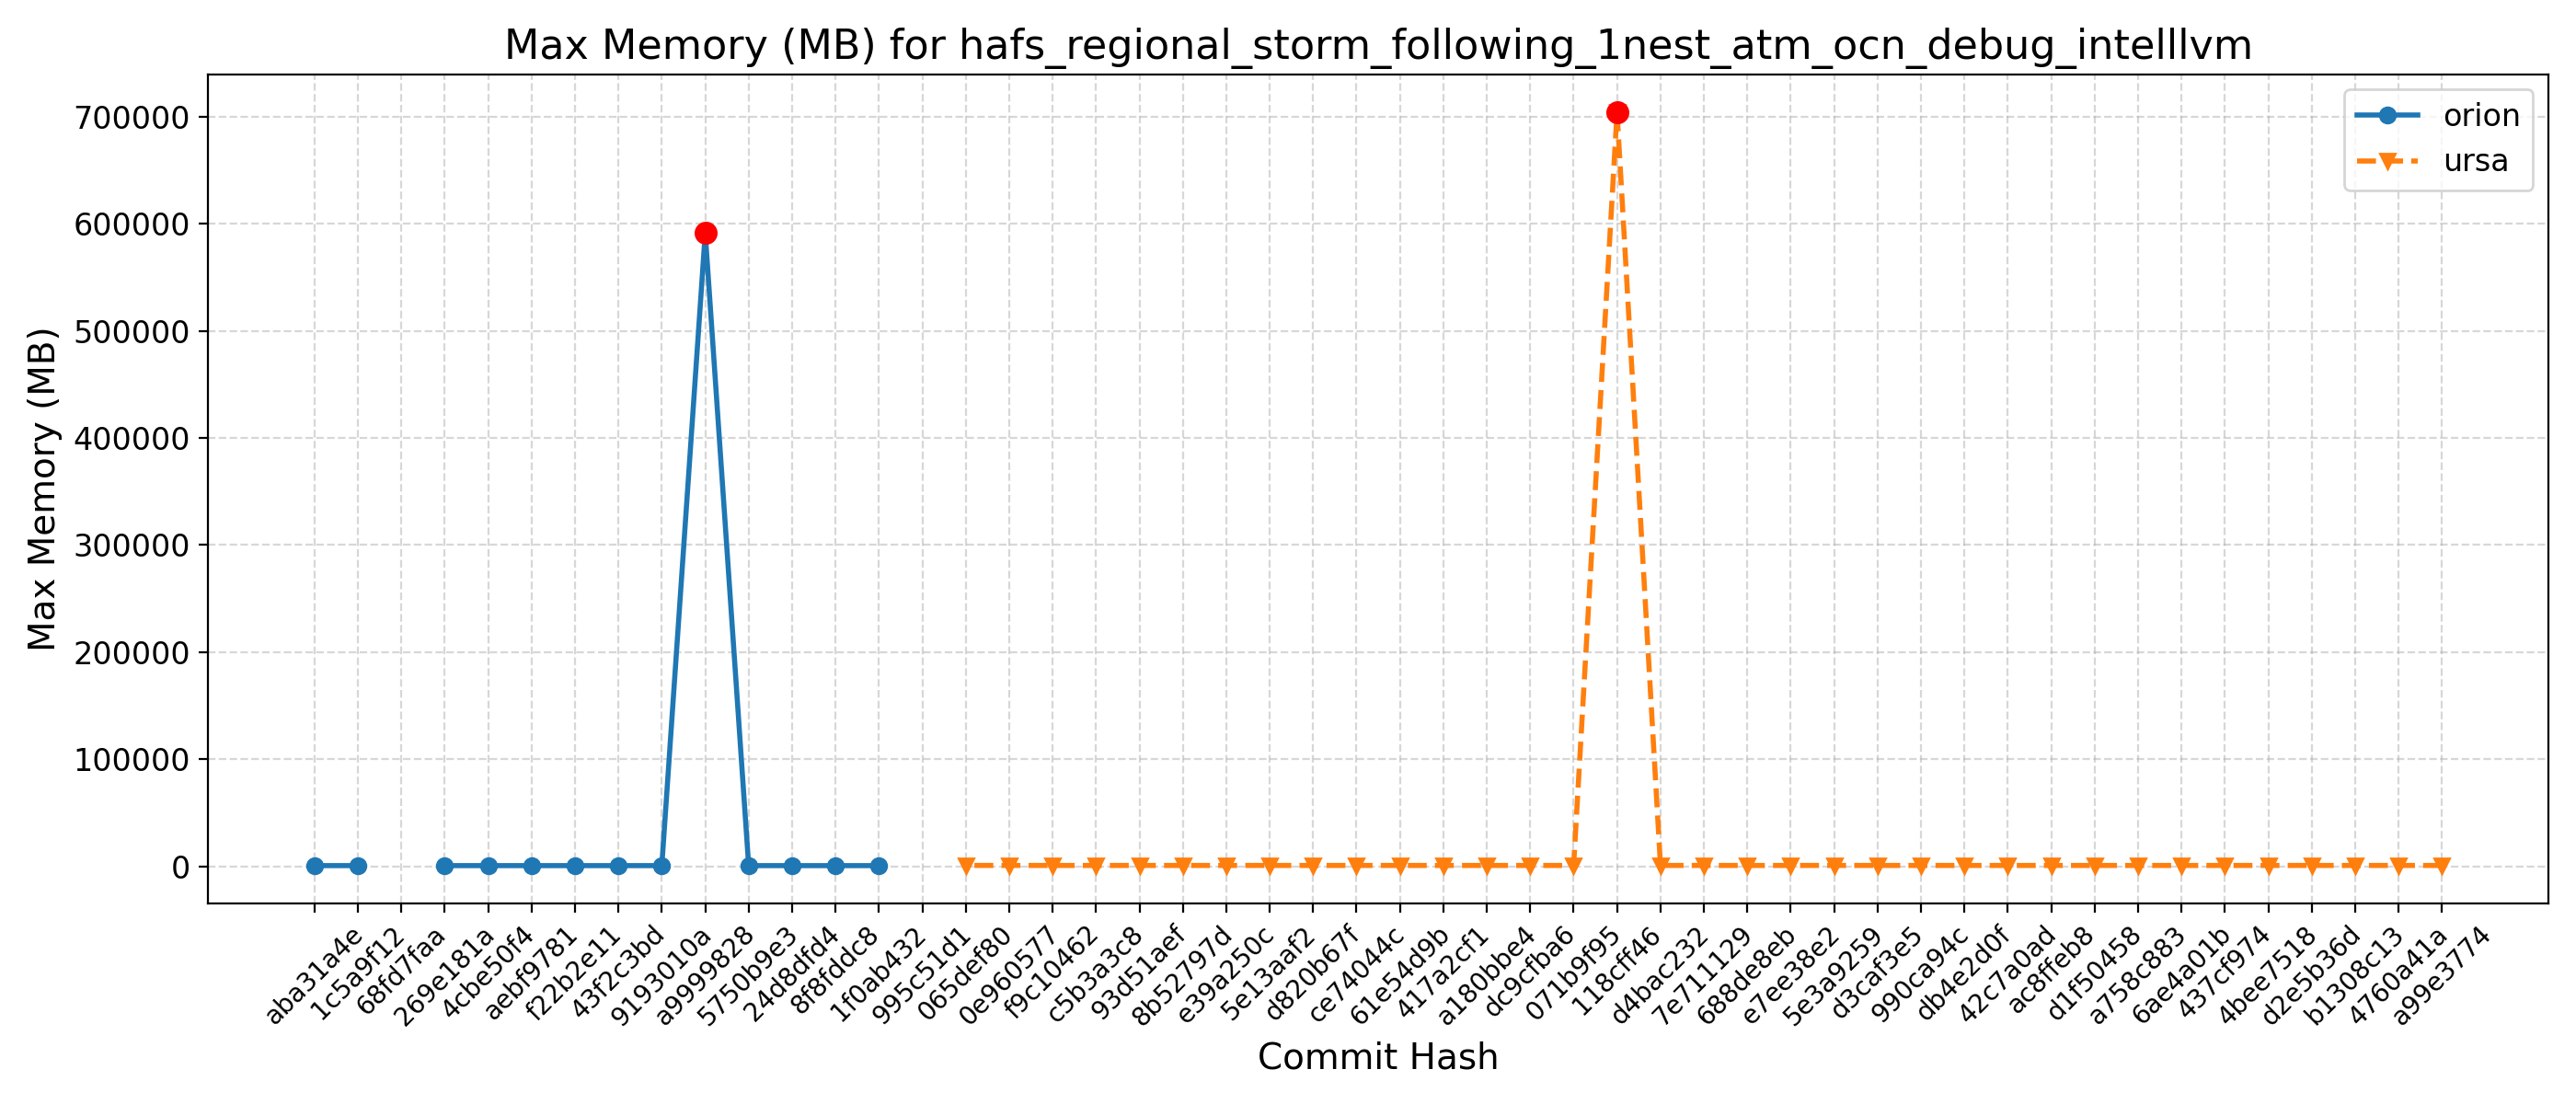 Max Memory (MB) for hafs_regional_storm_following_1nest_atm_ocn_debug_intelllvm
orion
ursa
Max Memory (MB)
700000
600000
500000
400000
300000
200000
100000
0
aba31a4e
1c5a9f12
68fd7faa
269e181a
4cbe50f4
aebf9781
f22b2e11
43f2c3bd
9193010a
a9999828
5750b9e3
24d8dfd4
8f8fddc8
1f0ab432
995c51d1
065def80
0e960577
f9c10462
c5b3a3c8
93d51aef
8b52797d
e39a250c
5e13aaf2
d820b67f
ce74044c
61e54d9b
417a2cf1
a180bbe4
dc9cfba6
071b9f95
118cff46
d4bac232
7e711129
688de8eb
e7ee38e2
5e3a9259
d3caf3e5
990ca94c
db4e2d0f
42c7a0ad
ac8ffeb8
d1f50458
a758c883
6ae4a01b
437cf974
4bee7518
d2e5b36d
b1308c13
4760a41a
a99e3774
Commit Hash